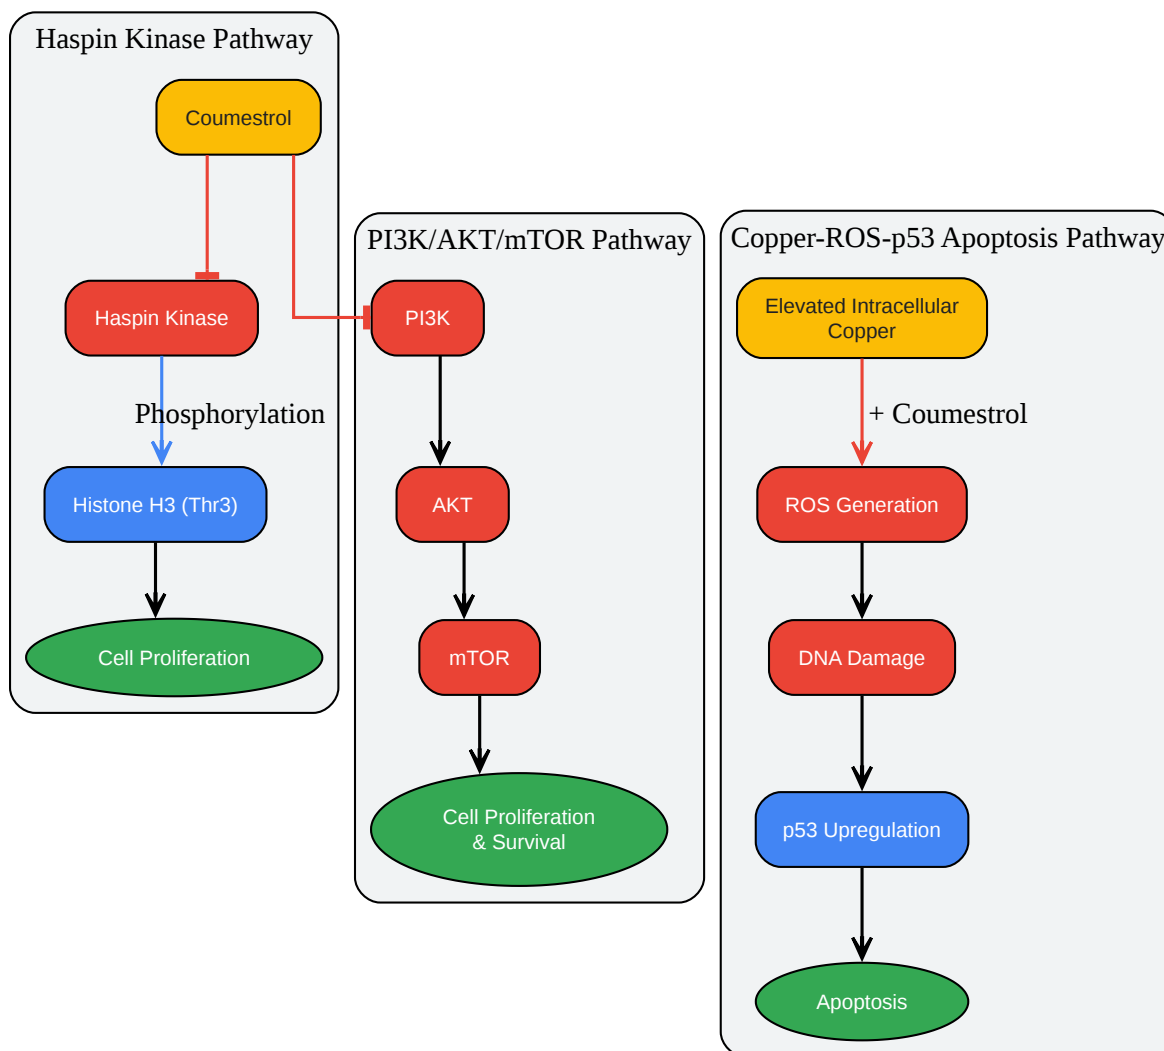 Haspin Kinase Pathway
Coumestrol
Haspin Kinase
Phosphorylation
Histone H3 (Thr3)
Cell Proliferation
PI3K/AKT/mTOR Pathway
PI3K
AKT
mTOR
Cell Proliferation
& Survival
Copper-ROS-p53 Apoptosis Pathway
Elevated Intracellular
Copper
+ Coumestrol
ROS Generation
DNA Damage
p53 Upregulation
Apoptosis